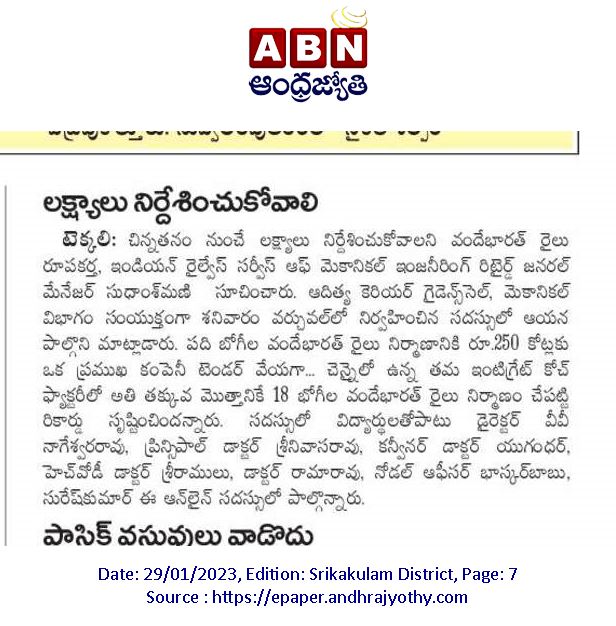 ABN
ఆంధ్రజ్యోతి
లక్ష్యాలు నిర్దేశించుకోవాలి
టెక్కలి: చిన్నతనం నుంచే లక్ష్యాలు నిర్దేశించుకోవాలని వందేభారత్ రైలు
రూపకర్త, ఇండియన్ రైల్వేస్ సర్వీస్ ఆఫ్ మెకానికల్ ఇంజనీరింగ్ రిటైర్డ్ జనరల్
మేనేజర్ సుధాంశ్‌మణి సూచించారు. ఆదిత్య కెరియర్ గైడెన్స్‌సెల్, మెకానికల్
విభాగం సంయుక్తంగా శనివారం వర్చువల్‌లో నిర్వహించిన సదస్సులో ఆయన
పాల్గొని మాట్లాడారు. పది బోగీల వందేభారత్ రైలు నిర్మాణానికి రూ.250 కోట్లకు
ఒక ప్రముఖ కంపెనీ టెండర్ వేయగా... చెన్నైలో ఉన్న తమ ఇంటిగ్రేట్ కోచ్
ఫ్యాక్టరీలో అతి తక్కువ మొత్తానికే 18 భోగీల వందేభారత్ రైలు నిర్మాణం చేపట్టి
రికార్డు సృష్టించిందన్నారు. సదస్సులో విద్యార్థులతోపాటు డైరెక్టర్ వీవీ
నాగేశ్వరరావు, ప్రిన్సిపాల్ డాక్టర్ శ్రీనివాసరావు, కన్వీనర్ డాక్టర్ యుగంధర్,
హెచ్‌వోడీ డాక్టర్ శ్రీరాములు, డాక్టర్ రామారావు, నోడల్ ఆఫీసర్ భాస్కర్‌బాబు,
సురేష్‌కుమార్ ఈ ఆన్‌లైన్ సదస్సులో పాల్గొన్నారు.
పాసిక్ వసువులు వాడొదు
Date: 29/01/2023, Edition: Srikakulam District, Page: 7
Source : https://epaper.andhrajyothy.com